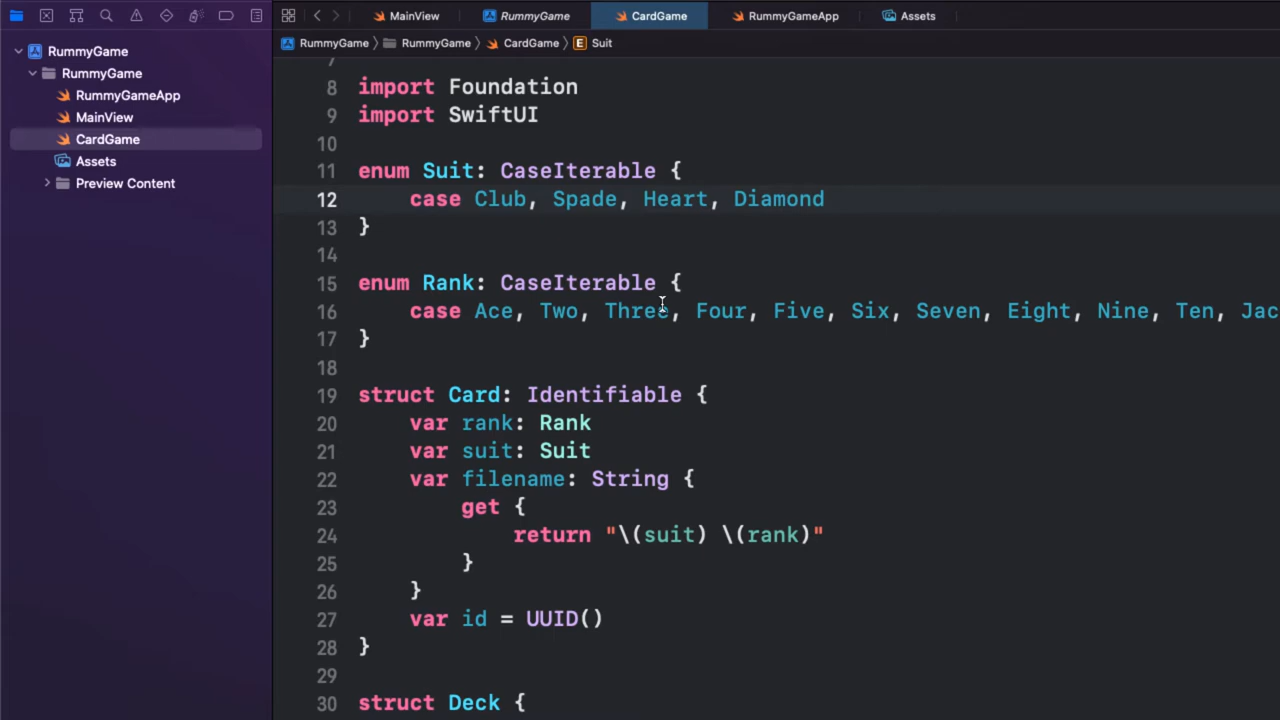 MainView
RummyGame
CardGame
RummyGameApp
Assets
RummyGame
RummyGame
RummyGameApp
MainView
CardGame
Assets
Preview Content
RummyGame 〉 RummyGame 〉 CardGame 〉 E Suit
7
8 import Foundation
9 import SwiftUI
10
11 enum Suit: CaseIterable {
12 case Club, Spade, Heart, Diamond
13 }
14
15 enum Rank: CaseIterable {
16 case Ace, Two, Three, Four, Five, Six, Seven, Eight, Nine, Ten, Jac
17 }
18
19 struct Card: Identifiable {
20 var rank: Rank
21 var suit: Suit
22 var filename: String {
23 get {
24 return "\(suit) \(rank)"
25 }
26 }
27 var id = UUID()
28 }
29
30 struct Deck {